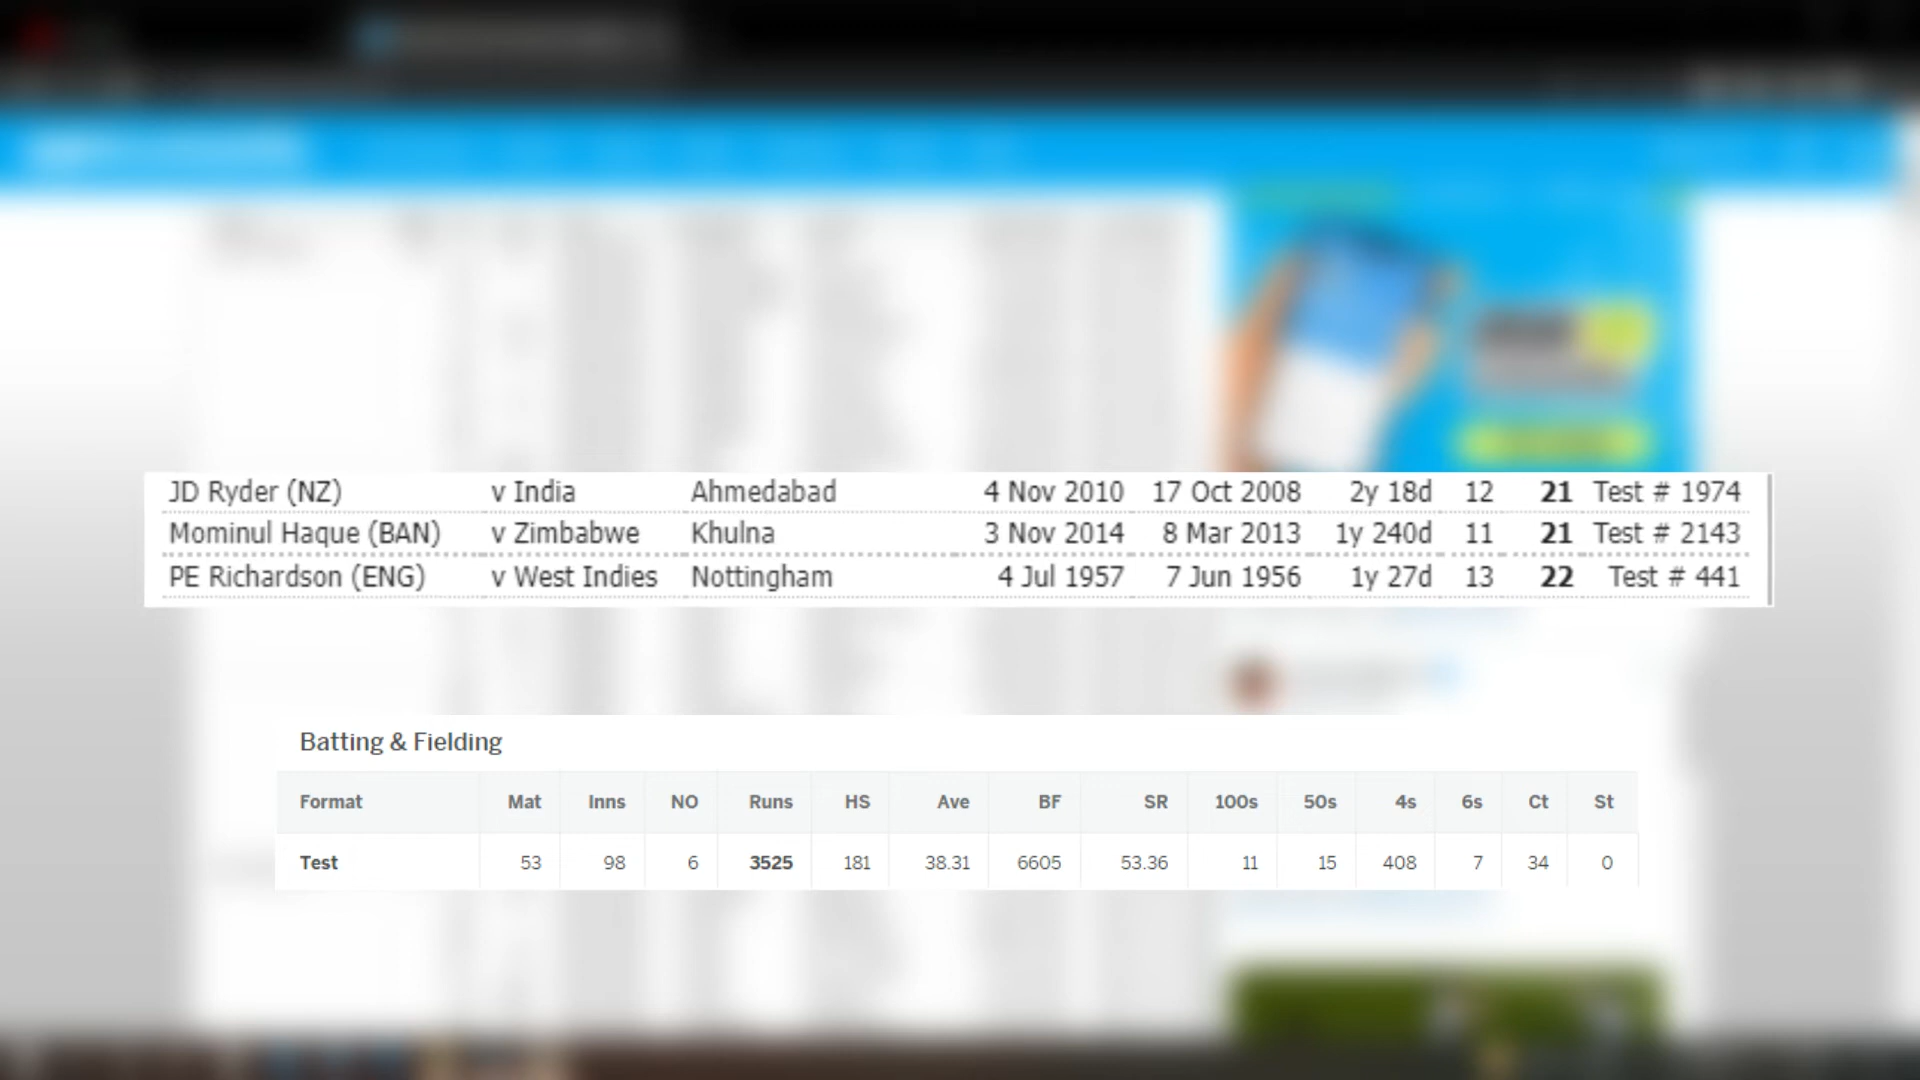 JD Ryder (NZ) v India Ahmedabad 4 Nov 2010 17 Oct 2008 2y 18d 12 21 Test # 1974
Mominul Haque (BAN) v Zimbabwe Khulna 3 Nov 2014 8 Mar 2013 1y 240d 11 21 Test # 2143
PE Richardson (ENG) v West Indies Nottingham 4 Jul 1957 7 Jun 1956 1y 27d 13 22 Test # 441
Batting & Fielding
Format Mat Inns NO Runs HS Ave BF SR 100s 50s 4s 6s Ct St
Test 53 98 6 3525 181 38.31 6605 53.36 11 15 408 7 34 0